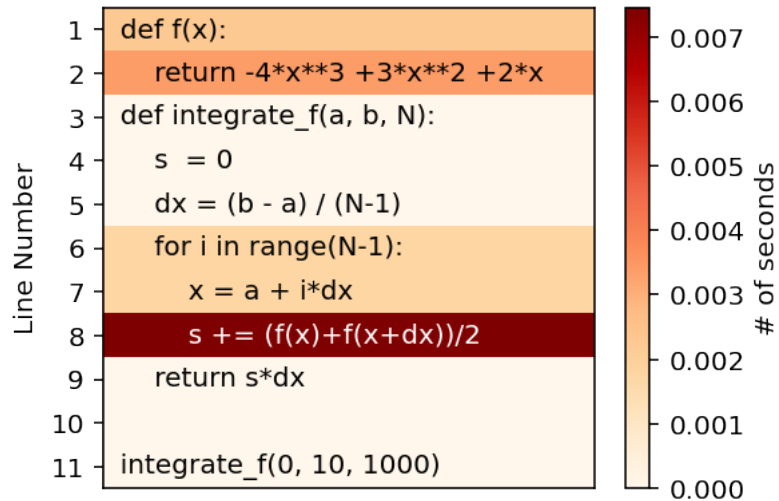 1 def f(x):
2 return -4*x**3 +3*x**2 +2*x
3 def integrate_f(a, b, N):
4 s = 0
5 dx = (b - a) / (N-1)
6 for i in range(N-1):
7 x = a + i*dx
8 s += (f(x)+f(x+dx))/2
9 return s*dx
10
11 integrate_f(0, 10, 1000)
Line Number
0.007
0.006
0.005
0.004
0.003
0.002
0.001
0.000
# of seconds